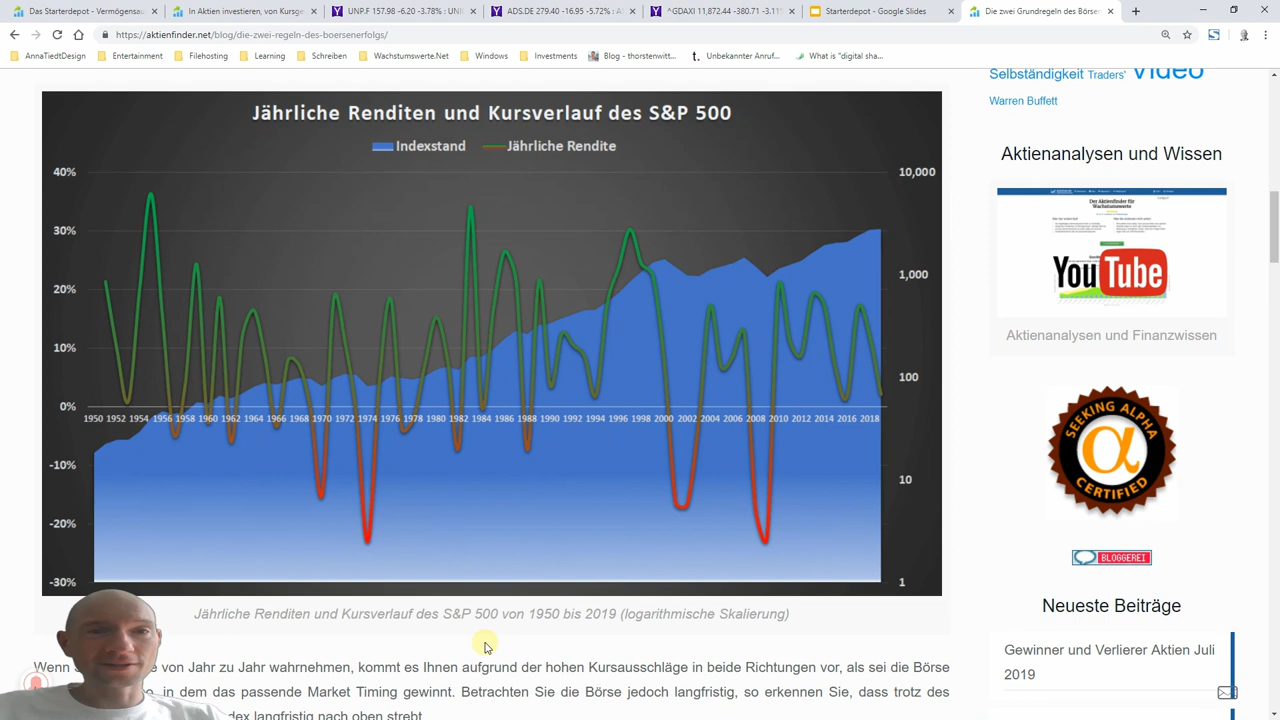 Das Starterdepot - Vermögensau
In Aktien investieren, von Kursge
UNP.F 157.98 -6.20 -3.78% : UNI
ADS.DE 279.40 -16.95 -5.72% : A
^GDAXI 11,872.44 -380.71 -3.11
Starterdepot - Google Slides
Die zwei Grundregeln des Börse
https://aktienfinder.net/blog/die-zwei-regeln-des-boersenerfolgs/
AnnaTiedtDesign
Entertainment
Filehosting
Learning
Schreiben
Wachstumswerte.Net
Windows
Investments
Blog - thorstenwitt...
Unbekannter Anruf...
What is "digital sha...
Selbständigkeit Traders' Video
Warren Buffett
Jährliche Renditen und Kursverlauf des S&P 500
Indexstand Jährliche Rendite
40%
30%
20%
10%
0%
-10%
-20%
-30%
10,000
1,000
100
10
1
1950 1952 1954 1956 1958 1960 1962 1964 1966 1968 1970 1972 1974 1976 1978 1980 1982 1984 1986 1988 1990 1992 1994 1996 1998 2000 2002 2004 2006 2008 2010 2012 2014 2016 2018
Jährliche Renditen und Kursverlauf des S&P 500 von 1950 bis 2019 (logarithmische Skalierung)
Wenn von Jahr zu Jahr wahrnehmen, kommt es Ihnen aufgrund der hohen Kursausschläge in beide Richtungen vor, als sei die Börse
in dem das passende Market Timing gewinnt. Betrachten Sie die Börse jedoch langfristig, so erkennen Sie, dass trotz des
langfristig nach oben strebt.
Aktienanalysen und Wissen
Der Aktienfinder für
Wachstumswerte
YouTube
Aktienanalysen und Finanzwissen
SEEKING ALPHA
α
CERTIFIED
BLOGGEREI
Neueste Beiträge
Gewinner und Verlierer Aktien Juli
2019